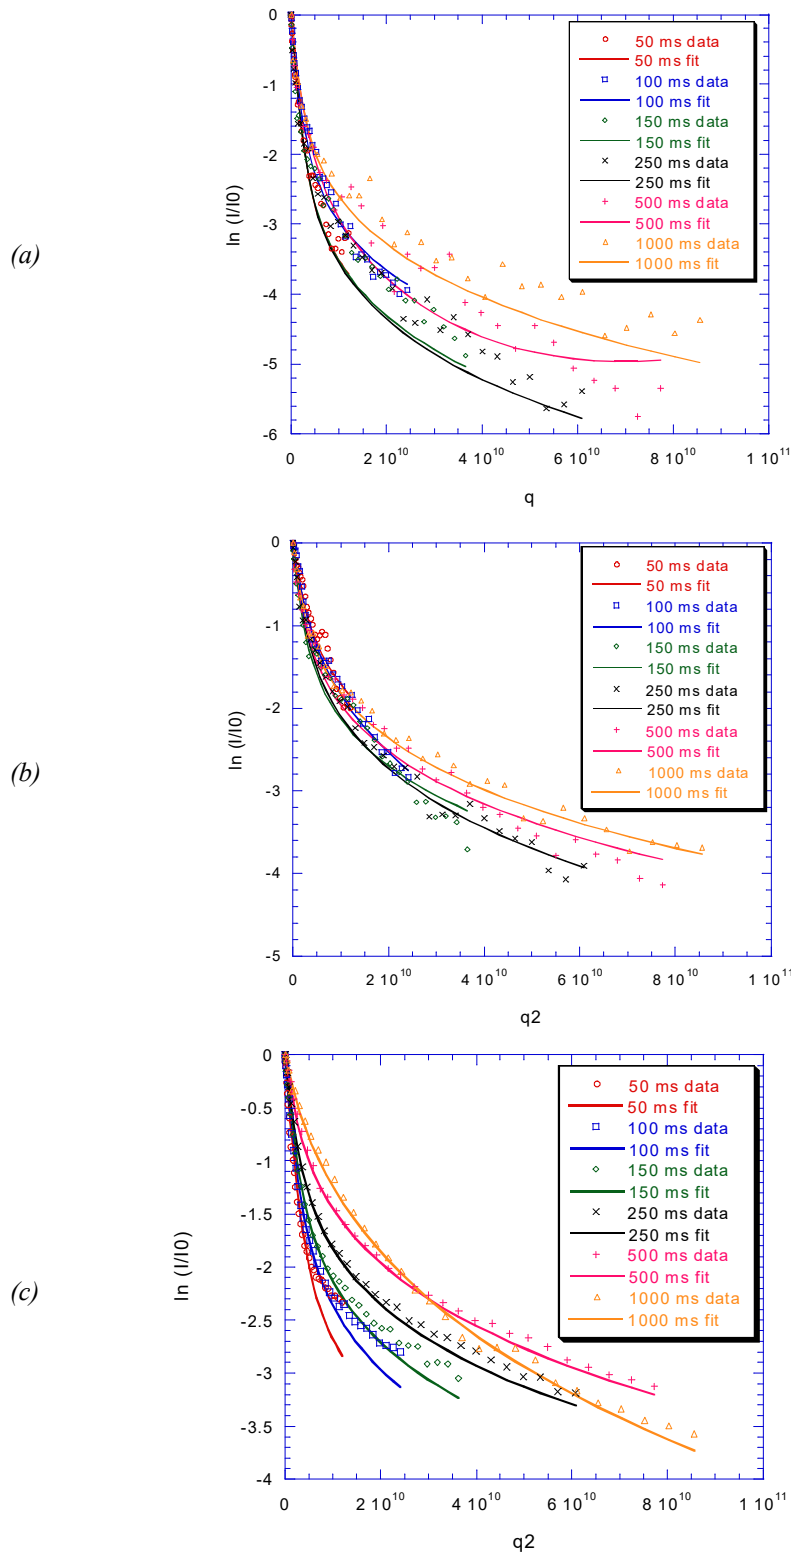 (a)
ln (I/I0)
0
-1
-2
-3
-4
-5
-6
50 ms data
50 ms fit
100 ms data
100 ms fit
150 ms data
150 ms fit
250 ms data
250 ms fit
500 ms data
500 ms fit
1000 ms data
1000 ms fit
0 2 10^10 4 10^10 6 10^10 8 10^10 1 10^11
q
(b)
ln (I/I0)
0
-1
-2
-3
-4
-5
50 ms data
50 ms fit
100 ms data
100 ms fit
150 ms data
150 ms fit
250 ms data
250 ms fit
500 ms data
500 ms fit
1000 ms data
1000 ms fit
0 2 10^10 4 10^10 6 10^10 8 10^10 1 10^11
q2
(c)
ln (I/I0)
0
-0.5
-1
-1.5
-2
-2.5
-3
-3.5
-4
50 ms data
50 ms fit
100 ms data
100 ms fit
150 ms data
150 ms fit
250 ms data
250 ms fit
500 ms data
500 ms fit
1000 ms data
1000 ms fit
0 2 10^10 4 10^10 6 10^10 8 10^10 1 10^11
q2